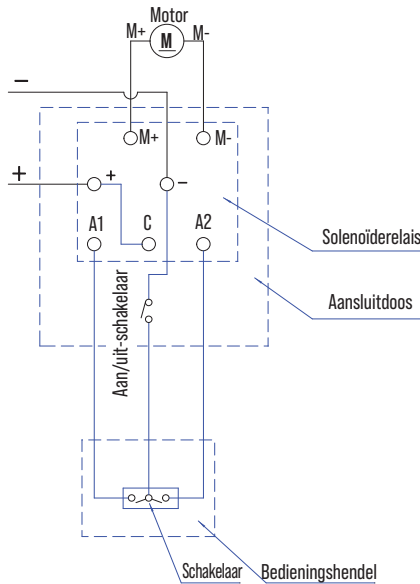 Motor
M+ M M-
−
M+ M-
+ + −
A1 C A2
Solenoïderelais
Aansluitdoos
Aan/uit-schakelaar
Schakelaar Bedieningshendel